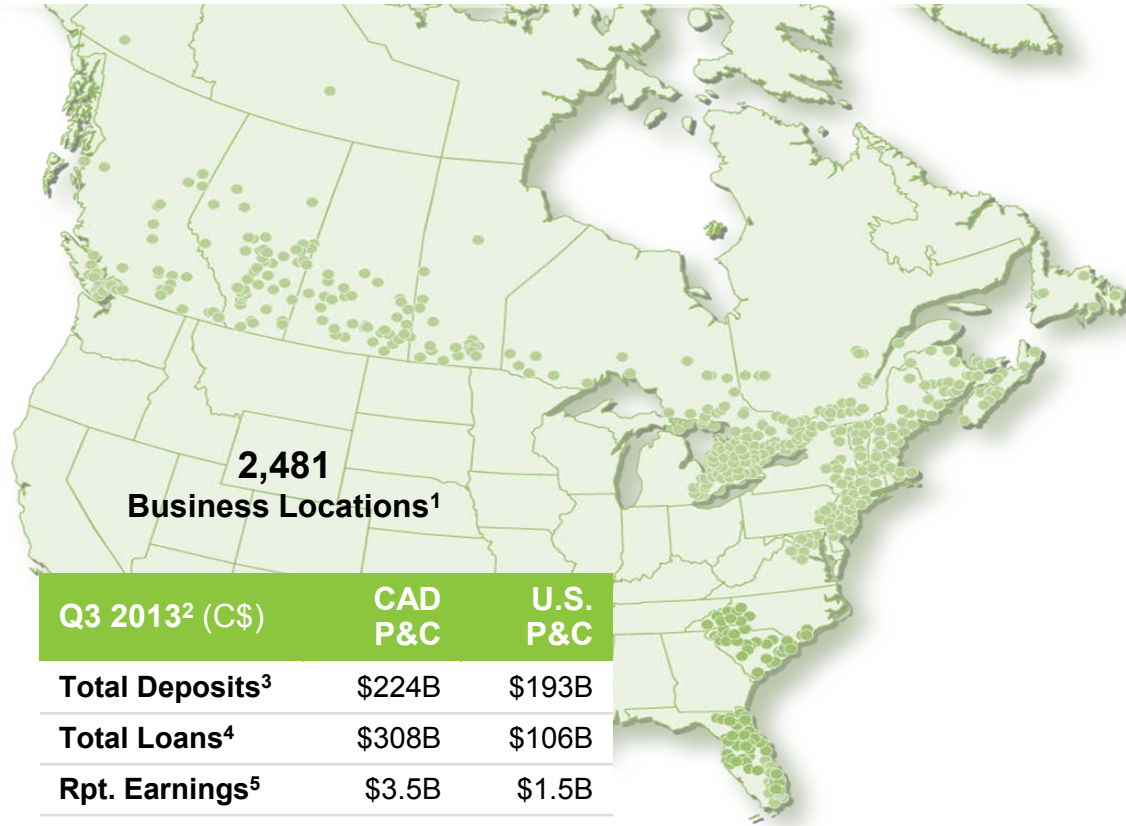 2,481
Business Locations¹
Q3 2013² (C$) CAD P&C U.S. P&C
Total Deposits³ $224B $193B
Total Loans⁴ $308B $106B
Rpt. Earnings⁵ $3.5B $1.5B